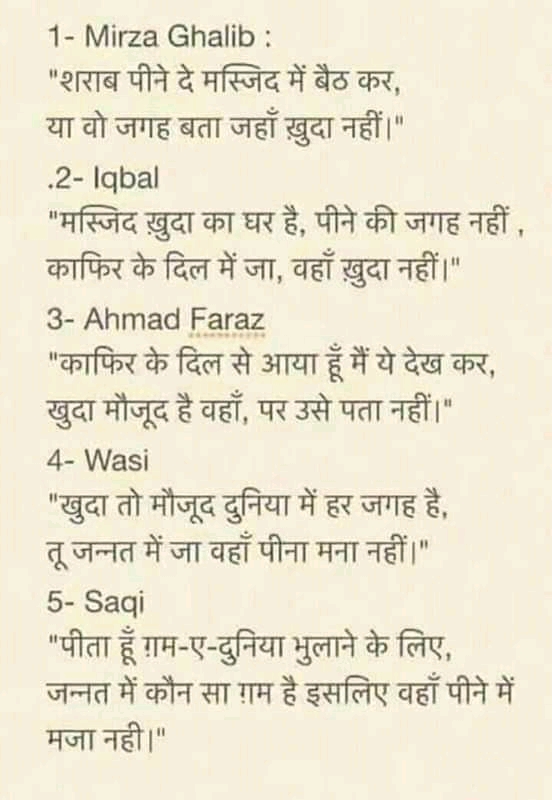 1- Mirza Ghalib :
"शराब पीने दे मस्जिद में बैठ कर,
या वो जगह बता जहाँ ख़ुदा नहीं।"
.2- Iqbal
"मस्जिद ख़ुदा का घर है, पीने की जगह नहीं ,
काफिर के दिल में जा, वहाँ ख़ुदा नहीं।"
3- Ahmad Faraz
"काफिर के दिल से आया हूँ मैं ये देख कर,
खुदा मौजूद है वहाँ, पर उसे पता नहीं।"
4- Wasi
"खुदा तो मौजूद दुनिया में हर जगह है,
तू जन्नत में जा वहाँ पीना मना नहीं।"
5- Saqi
"पीता हूँ ग़म-ए-दुनिया भुलाने के लिए,
जन्नत में कौन सा ग़म है इसलिए वहाँ पीने में
मजा नही।"